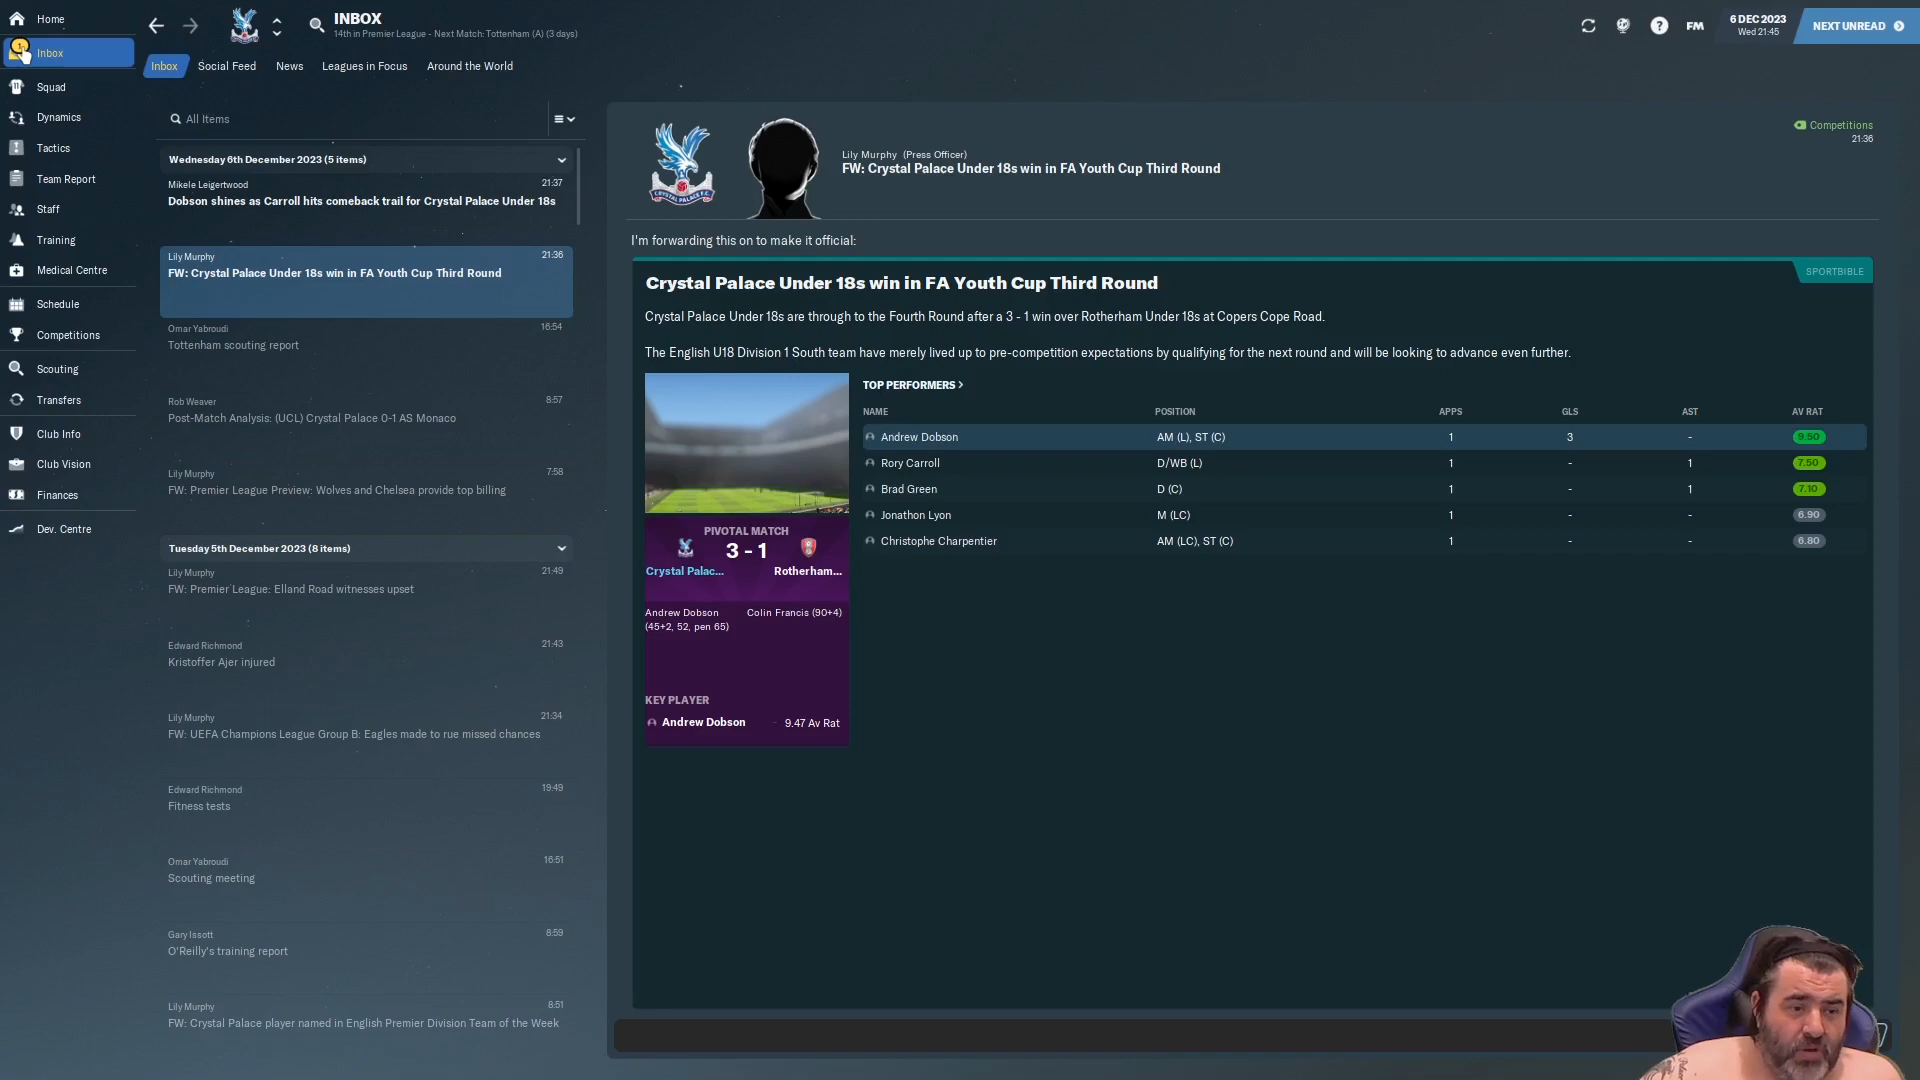 Home
Inbox
Squad
Dynamics
Tactics
Team Report
Staff
Training
Medical Centre
Schedule
Competitions
Scouting
Transfers
Club Info
Club Vision
Finances
Dev. Centre
INBOX
14th in Premier League - Next Match: Tottenham (A) (3 days)
FM
6 DEC 2023
Wed 21:45
NEXT UNREAD
Inbox Social Feed News Leagues in Focus Around the World
All Items
Wednesday 6th December 2023 (5 items)
Mikele Leigertwood 21:37
Dobson shines as Carroll hits comeback trail for Crystal Palace Under 18s
Lily Murphy 21:36
FW: Crystal Palace Under 18s win in FA Youth Cup Third Round
Omar Yabroudi 16:54
Tottenham scouting report
Rob Weaver 8:57
Post-Match Analysis: (UCL) Crystal Palace 0-1 AS Monaco
Lily Murphy 7:58
FW: Premier League Preview: Wolves and Chelsea provide top billing
Tuesday 5th December 2023 (8 items)
Lily Murphy 21:49
FW: Premier League: Elland Road witnesses upset
Edward Richmond 21:43
Kristoffer Ajer injured
Lily Murphy 21:34
FW: UEFA Champions League Group B: Eagles made to rue missed chances
Edward Richmond 19:49
Fitness tests
Omar Yabroudi 16:51
Scouting meeting
Gary Issott 8:59
O'Reilly's training report
Lily Murphy 8:51
FW: Crystal Palace player named in English Premier Division Team of the Week
Competitions
21:36
Lily Murphy (Press Officer)
FW: Crystal Palace Under 18s win in FA Youth Cup Third Round
I'm forwarding this on to make it official:
SPORTBIBLE
Crystal Palace Under 18s win in FA Youth Cup Third Round
Crystal Palace Under 18s are through to the Fourth Round after a 3 - 1 win over Rotherham Under 18s at Copers Cope Road.
The English U18 Division 1 South team have merely lived up to pre-competition expectations by qualifying for the next round and will be looking to advance even further.
PIVOTAL MATCH
3 - 1
Crystal Palac... Rotherham...
Andrew Dobson Colin Francis (90+4)
(45+2, 52, pen 65)
KEY PLAYER
Andrew Dobson - 9.47 Av Rat
TOP PERFORMERS >
NAME POSITION APPS GLS AST AV RAT
Andrew Dobson AM (L), ST (C) 1 3 - 9.50
Rory Carroll D/WB (L) 1 - 1 7.50
Brad Green D (C) 1 - 1 7.10
Jonathon Lyon M (LC) 1 - - 6.90
Christophe Charpentier AM (LC), ST (C) 1 - - 6.80